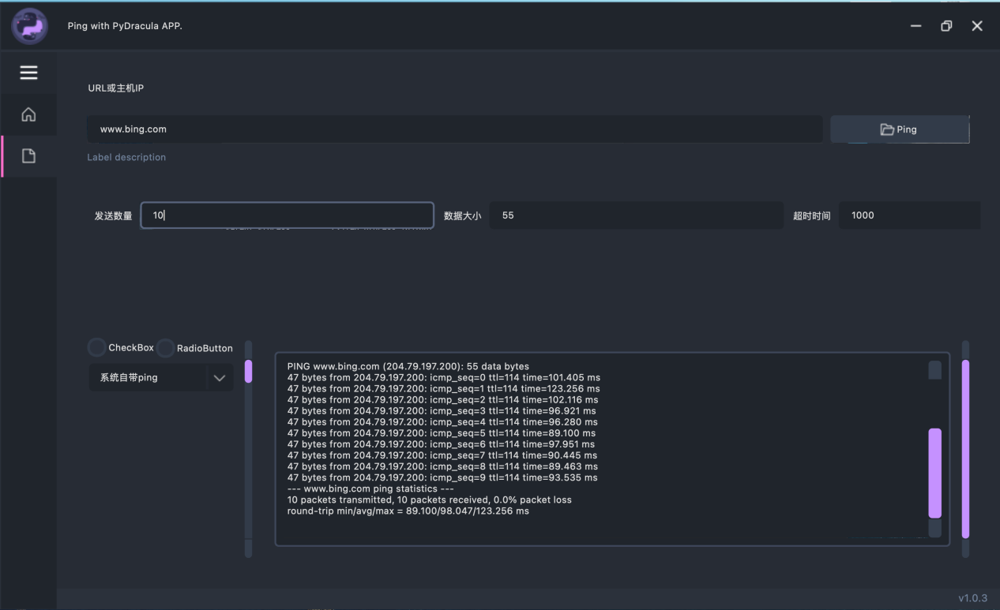 Ping with PyDracula APP.
URL或主机IP
www.bing.com
Ping
Label description
发送数量
10
数据大小
55
超时时间
1000
CheckBox
RadioButton
系统自带ping
PING www.bing.com (204.79.197.200): 55 data bytes
47 bytes from 204.79.197.200: icmp_seq=0 ttl=114 time=101.405 ms
47 bytes from 204.79.197.200: icmp_seq=1 ttl=114 time=123.256 ms
47 bytes from 204.79.197.200: icmp_seq=2 ttl=114 time=102.116 ms
47 bytes from 204.79.197.200: icmp_seq=3 ttl=114 time=96.921 ms
47 bytes from 204.79.197.200: icmp_seq=4 ttl=114 time=96.280 ms
47 bytes from 204.79.197.200: icmp_seq=5 ttl=114 time=89.100 ms
47 bytes from 204.79.197.200: icmp_seq=6 ttl=114 time=97.951 ms
47 bytes from 204.79.197.200: icmp_seq=7 ttl=114 time=90.445 ms
47 bytes from 204.79.197.200: icmp_seq=8 ttl=114 time=89.463 ms
47 bytes from 204.79.197.200: icmp_seq=9 ttl=114 time=93.535 ms
--- www.bing.com ping statistics ---
10 packets transmitted, 10 packets received, 0.0% packet loss
round-trip min/avg/max = 89.100/98.047/123.256 ms
v1.0.3